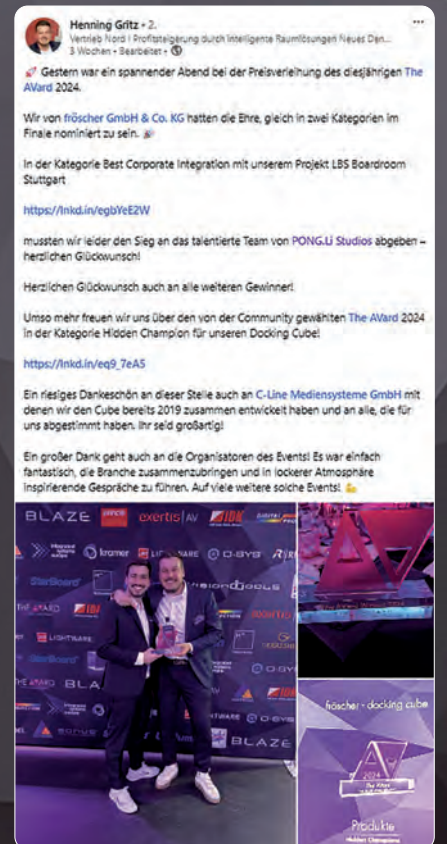 Henning Gritz • 2.
Vertrieb Nord I Profitsteigerung durch intelligente Raumlösungen Neues Den...
3 Wochen • Bearbeitet •
Gestern war ein spannender Abend bei der Preisverleihung des diesjährigen The
AVard 2024.
Wir von fröscher GmbH & Co. KG hatten die Ehre, gleich in zwei Kategorien im
Finale nominiert zu sein.
In der Kategorie Best Corporate Integration mit unserem Projekt LBS Boardroom
Stuttgart
https://lnkd.in/egbYeE2W
mussten wir leider den Sieg an das talentierte Team von PONG.Li Studios abgeben –
herzlichen Glückwunsch!
Herzlichen Glückwunsch auch an alle weiteren Gewinner!
Umso mehr freuen wir uns über den von der Community gewählten The AVard 2024
in der Kategorie Hidden Champion für unseren Docking Cube!
https://lnkd.in/eq9_7eA5
Ein riesiges Dankeschön an dieser Stelle auch an C-Line Mediensysteme GmbH mit
denen wir den Cube bereits 2019 zusammen entwickelt haben und an alle, die für
uns abgestimmt haben. Ihr seid großartig!
Ein großer Dank geht auch an die Organisatoren des Events! Es war einfach
fantastisch, die Branche zusammenzubringen und in lockerer Atmosphäre
inspirierende Gespräche zu führen. Auf viele weitere solche Events!
BLAZE exertis AV
kramer LIGHTWARE Q-SYS
StarBoard VISION TOOLS
THE AVARD
LIGHTWARE
BLAZE
fröscher - docking cube
2024
Produkte
Hidden Champions